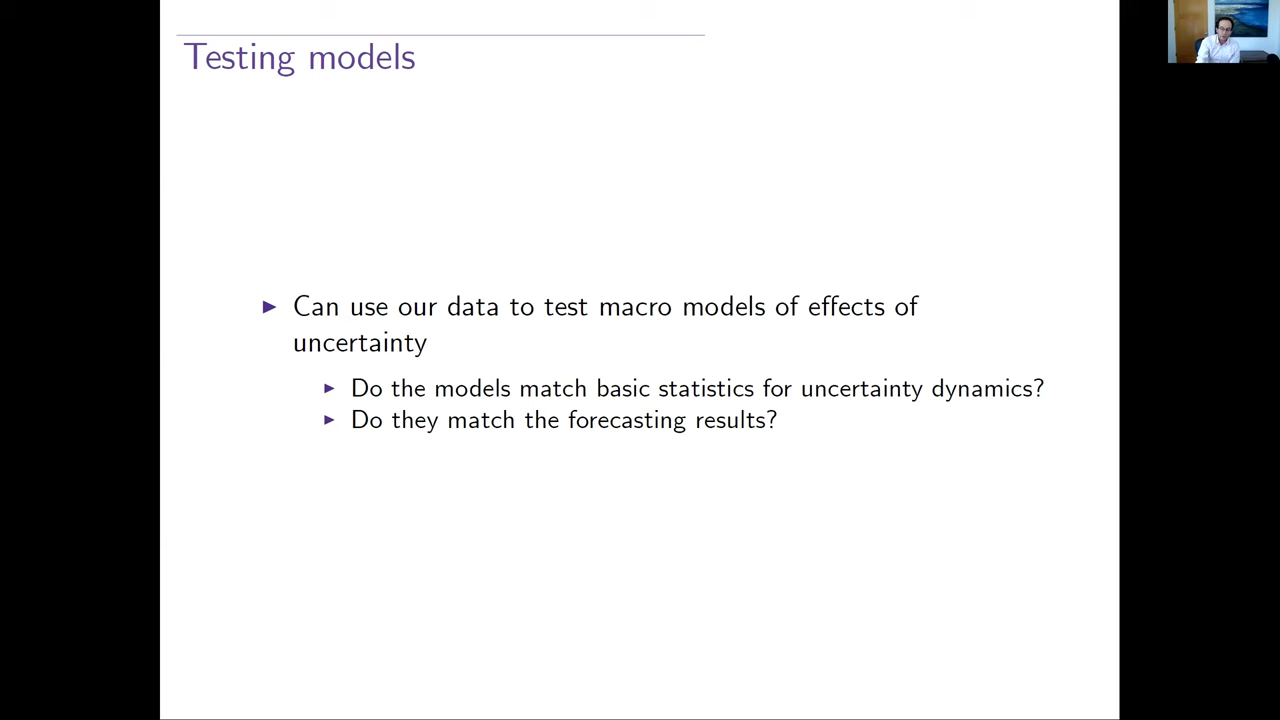 Testing models
Can use our data to test macro models of effects of
uncertainty
Do the models match basic statistics for uncertainty dynamics?
Do they match the forecasting results?